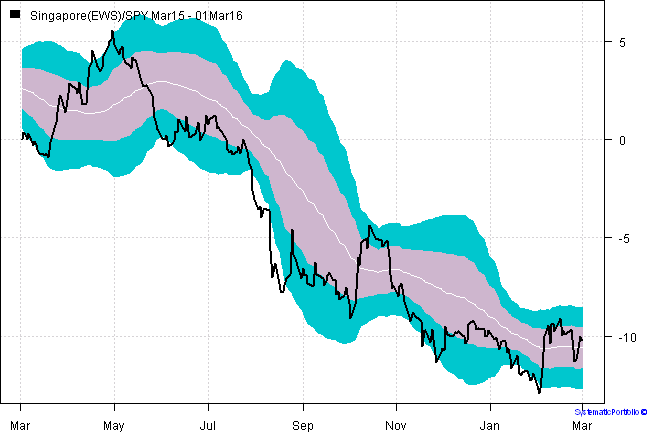 Singapore(EWS)/SPY Mar15 - 01Mar16
5
0
-5
-10
SystematicPortfolio ©
Mar May Jul Sep Nov Jan Mar